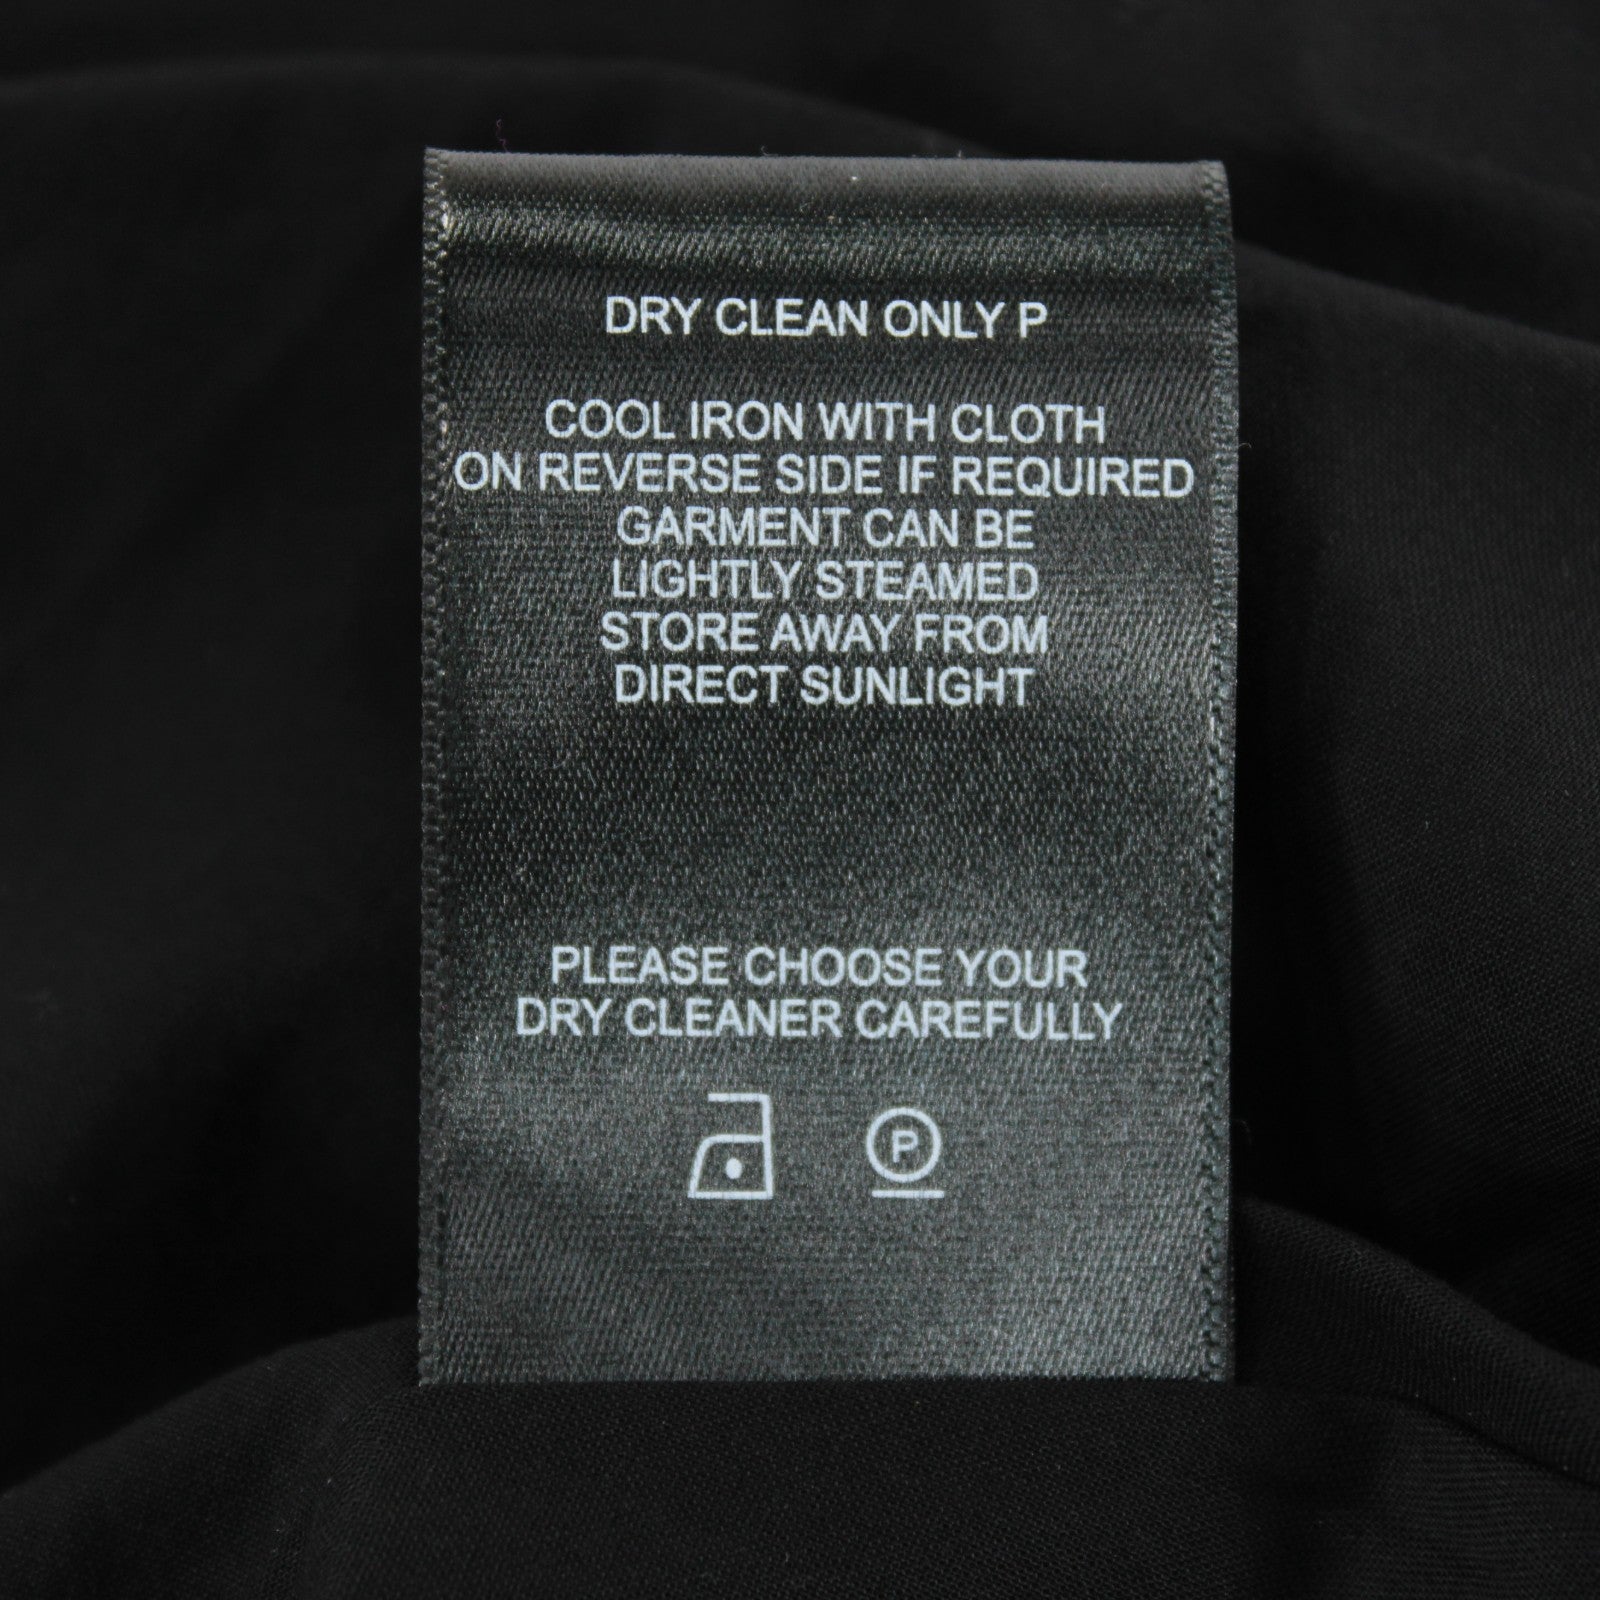 DRY CLEAN ONLY P
COOL IRON WITH CLOTH
ON REVERSE SIDE IF REQUIRED
GARMENT CAN BE
LIGHTLY STEAMED
STORE AWAY FROM
DIRECT SUNLIGHT
PLEASE CHOOSE YOUR
DRY CLEANER CAREFULLY
P